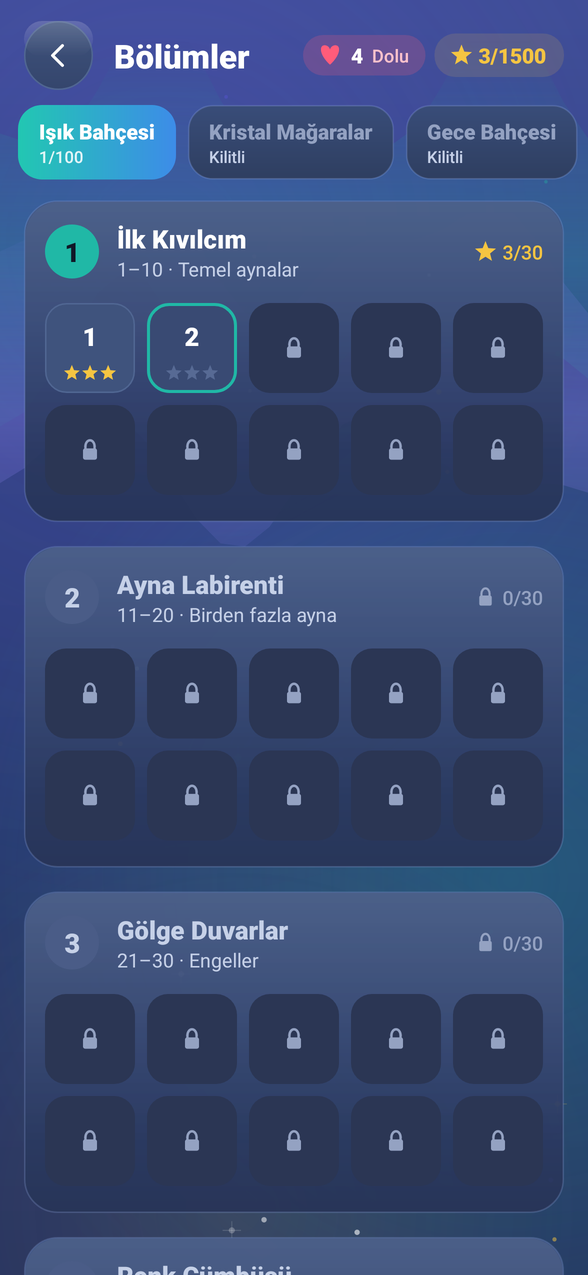 Bölümler
4 Dolu
3/1500
Işık Bahçesi
1/100
Kristal Mağaralar
Kilitli
Gece Bahçesi
Kilitli
1
İlk Kıvılcım
1–10 · Temel aynalar
3/30
1
2
2
Ayna Labirenti
11–20 · Birden fazla ayna
0/30
3
Gölge Duvarlar
21–30 · Engeller
0/30